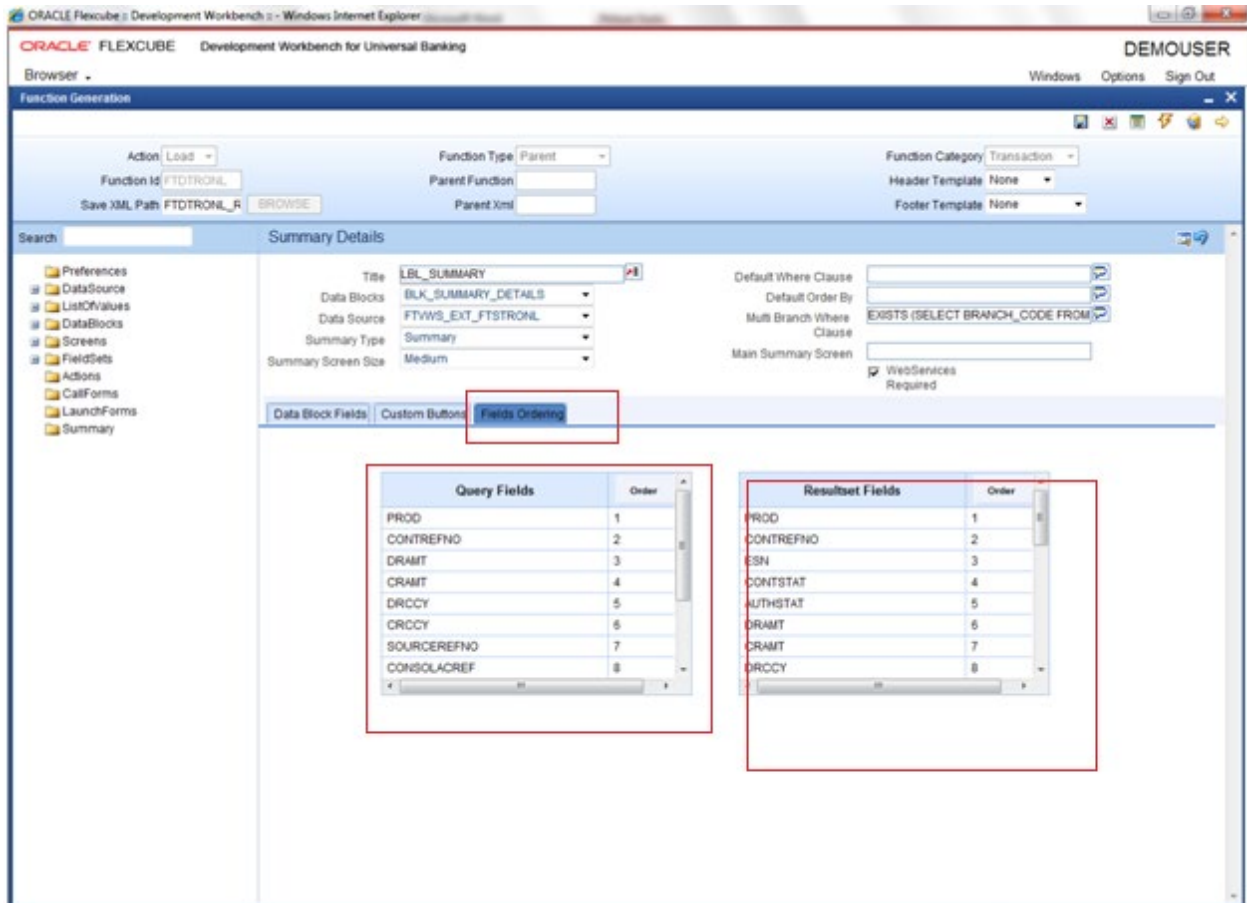 ORACLE Flexcube :: Development Workbench :: - Windows Internet Explorer
ORACLE FLEXCUBE Development Workbench for Universal Banking DEMOUSER
Browser Windows Options Sign Out
Function Generation
Action Load Function Type Parent Function Category Transaction
Function Id FTDTRONL Parent Function Header Template None
Save XML Path FTDTRONL_R BROWSE Parent Xml Footer Template None
Search Summary Details
Preferences
DataSource
ListOfValues
DataBlocks
Screens
FieldSets
Actions
CallForms
LaunchForms
Summary
Title LBL_SUMMARY Default Where Clause
Data Blocks BLK_SUMMARY_DETAILS Default Order By
Data Source FTVWS_EXT_FTSTRONL Multi Branch Where Clause EXISTS (SELECT BRANCH_CODE FROM
Summary Type Summary
Summary Screen Size Medium Main Summary Screen
WebServices
Required
Data Block Fields Custom Buttons Fields Ordering
Query Fields Order Resultset Fields Order
PROD 1 PROD 1
CONTREFNO 2 CONTREFNO 2
DRAMT 3 ESN 3
CRAMT 4 CONTSTAT 4
DRCCY 5 AUTHSTAT 5
CRCCY 6 DRAMT 6
SOURCEREFNO 7 CRAMT 7
CONSOLACREF 8 DRCCY 8